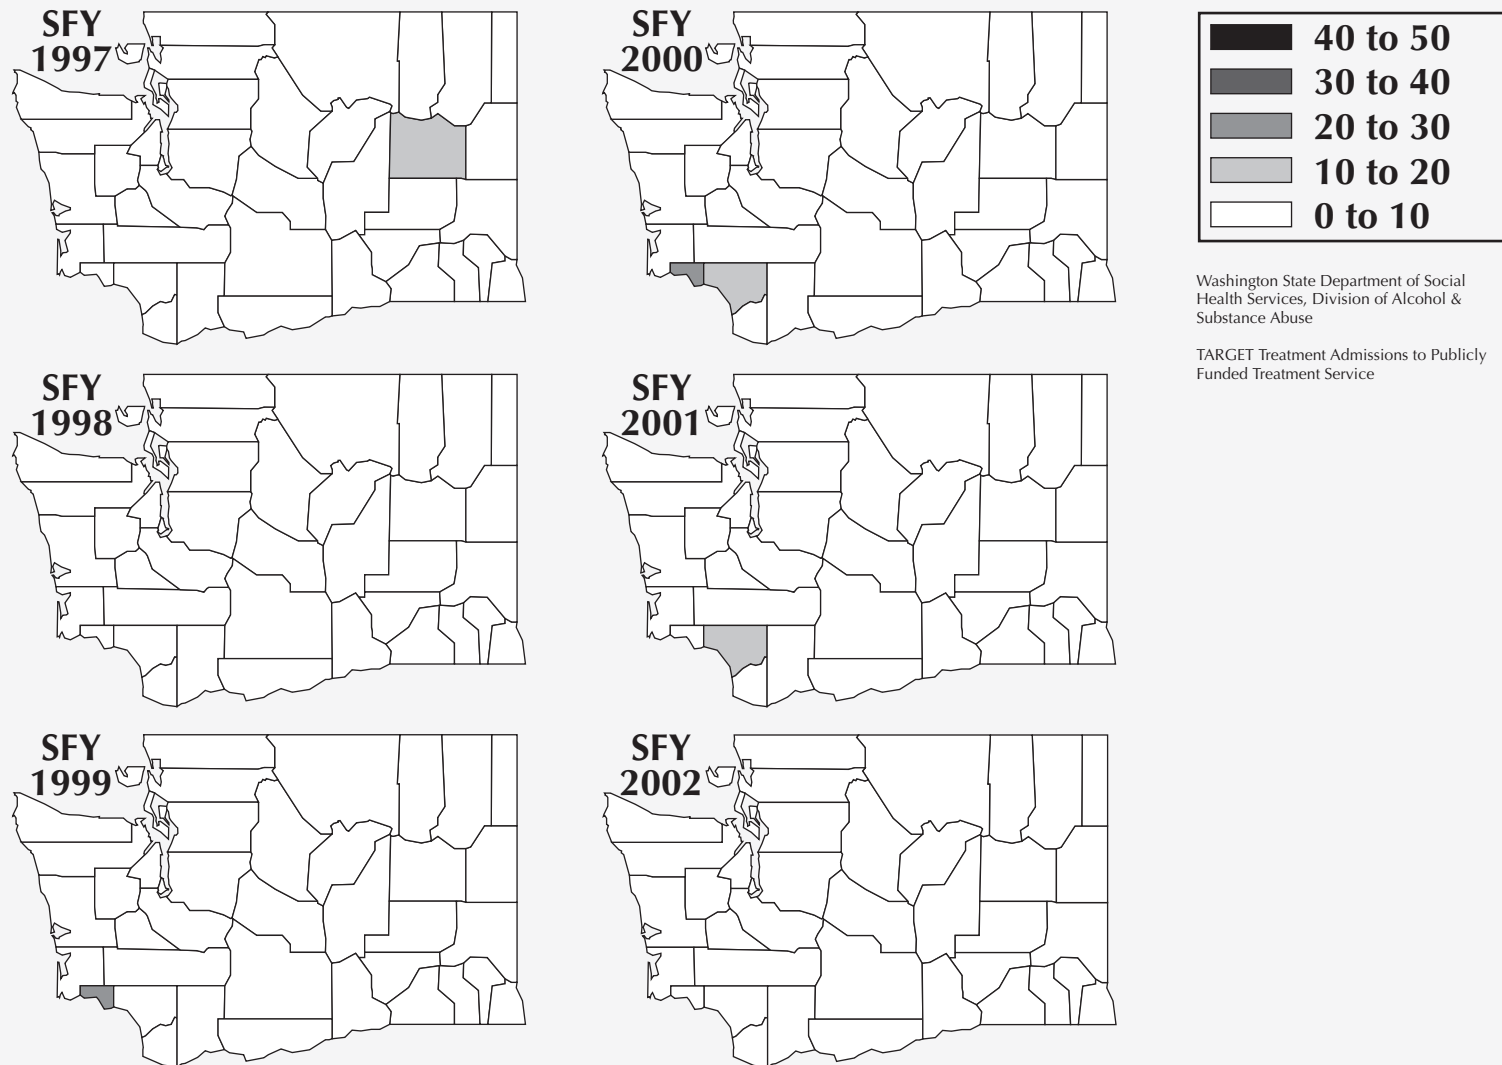 SFY
1997
SFY
2000
40 to 50
30 to 40
20 to 30
10 to 20
0 to 10
Washington State Department of Social
Health Services, Division of Alcohol &
Substance Abuse
TARGET Treatment Admissions to Publicly
Funded Treatment Service
SFY
1998
SFY
2001
SFY
1999
SFY
2002